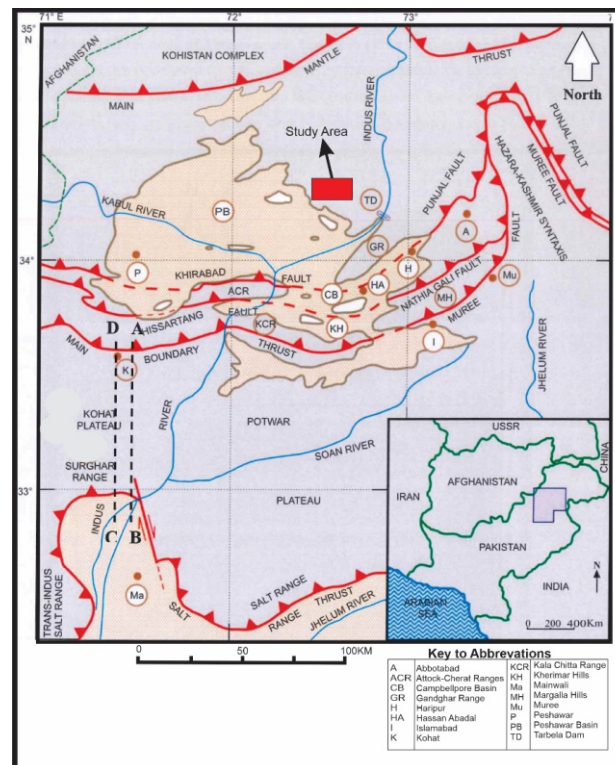 71
72
73
35°
N
AFGHANISTAN
KOHISTAN COMPLEX
MAIN
MANTLE
THRUST
INDUS RIVER
North
Study Area
PUNJAL FAULT
MUREE FAULT
HAZARA-KASHMIR SYNTAXIS
PUNJAL FAULT
KABUL RIVER
PB
TD
GR
A
FAULT
34°
P
KHIRABAD
FAULT
H
HA
CB
NATHIA GALI FAULT
MH
Mu
ACR
HISSARTANG
FAULT
KCR
KH
MUREE
I
D A
MAIN
BOUNDARY
THRUST
K
JHELUM RIVER
KOHAT
PLATEAU
RIVER
POTWAR
SOAN RIVER
SURGHAR
RANGE
33°
INDUS
PLATEAU
C B
Ma
TRANS-INDUS
SALT RANGE
SALT
RANGE
SALT RANGE
THRUST
JHELUM RIVER
USSR
CHINA
IRAN
AFGHANISTAN
PAKISTAN
INDIA
ARABIAN
SEA
N
0 200 400Km
0 50 100KM
Key to Abbrevations
A Abbotabad
ACR Attock-Cherat Ranges
CB Campbellpore Basin
GR Gandghar Range
H Haripur
HA Hassan Abadal
I Islamabad
K Kohat
KCR Kala Chitta Range
KH Kherimar Hills
Ma Mainwali
MH Margalla Hills
Mu Muree
P Peshawar
PB Peshawar Basin
TD Tarbela Dam